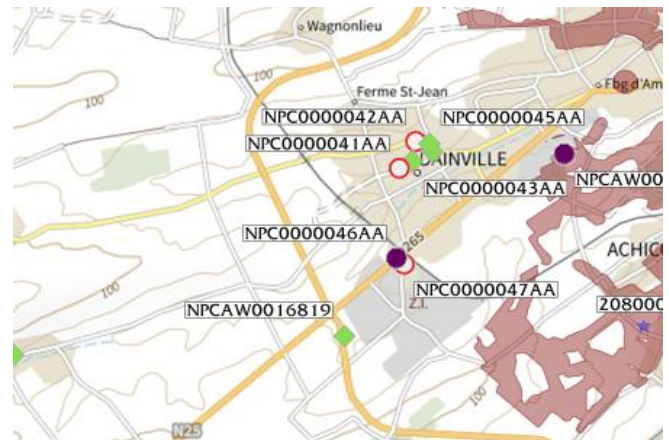 Wagnonlieu
100
Fbg d'Am
Ferme St-Jean
100
NPC0000042AA
NPC0000045AA
NPC0000041AA
DAINVILLE
NPCAW00
NPC0000043AA
NPC0000046AA
265
ACHICO
100
NPC0000047AA
NPCAW0016819
Z.I.
208000
N25
100